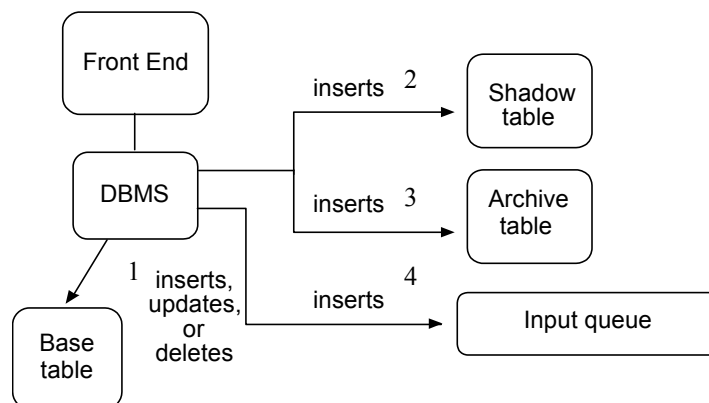 Front End
inserts 2
Shadow
table
DBMS
inserts 3
Archive
table
1 inserts,
updates,
or
deletes
inserts 4
Input queue
Base
table